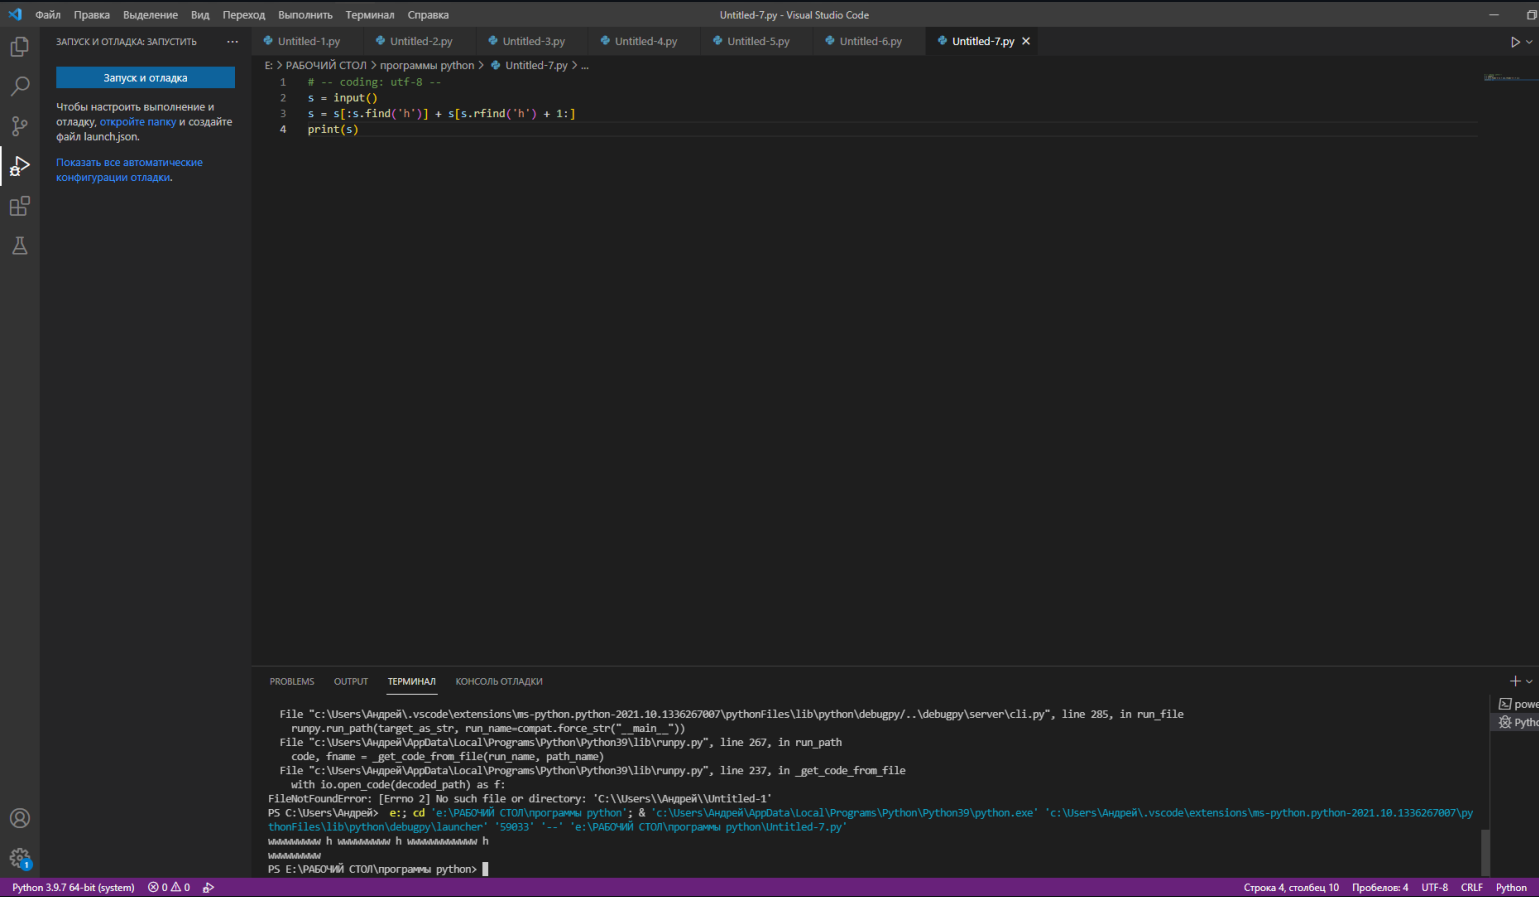 Файл Правка Выделение Вид Переход Выполнить Терминал Справка
Untitled-7.py - Visual Studio Code
ЗАПУСК И ОТЛАДКА: ЗАПУСТИТЬ ...
Запуск и отладка
Чтобы настроить выполнение и
отладку, откройте папку и создайте
файл launch.json.
Показать все автоматические
конфигурации отладки.
Untitled-1.py Untitled-2.py Untitled-3.py Untitled-4.py Untitled-5.py Untitled-6.py Untitled-7.py
E: > РАБОЧИЙ СТОЛ > программы python > Untitled-7.py > ...
1 # -- coding: utf-8 --
2 s = input()
3 s = s[:s.find('h')] + s[s.rfind('h') + 1:]
4 print(s)
PROBLEMS OUTPUT ТЕРМИНАЛ КОНСОЛЬ ОТЛАДКИ
File "c:\Users\Андрей\.vscode\extensions\ms-python.python-2021.10.1336267007\pythonFiles\lib\python\debugpy/..\debugpy\server\cli.py", line 285, in run_file
runpy.run_path(target_as_str, run_name=compat.force_str("__main__"))
File "c:\Users\Андрей\AppData\Local\Programs\Python\Python39\lib\runpy.py", line 267, in run_path
code, fname = _get_code_from_file(run_name, path_name)
File "c:\Users\Андрей\AppData\Local\Programs\Python\Python39\lib\runpy.py", line 237, in _get_code_from_file
with io.open_code(decoded_path) as f:
FileNotFoundError: [Errno 2] No such file or directory: 'C:\\Users\\Андрей\\Untitled-1'
PS C:\Users\Андрей> e:; cd 'e:\РАБОЧИЙ СТОЛ\программы python'; & 'c:\Users\Андрей\AppData\Local\Programs\Python\Python39\python.exe' 'c:\Users\Андрей\.vscode\extensions\ms-python.python-2021.10.1336267007\py
thonFiles\lib\python\debugpy\launcher' '59033' '--' 'e:\РАБОЧИЙ СТОЛ\программы python\Untitled-7.py'
wwwwwwwww h wwwwwwwww h wwwwwwwwwwww h
wwwwwwwww
PS E:\РАБОЧИЙ СТОЛ\программы python>
powe
Pytho
1
Python 3.9.7 64-bit (system) 0 0
Строка 4, столбец 10 Пробелов: 4 UTF-8 CRLF Python